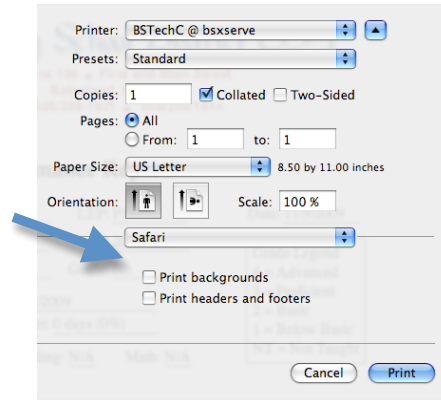 Printer: BSTechC @ bsxserve
Presets: Standard
Copies: 1 Collated Two-Sided
Pages: All
From: 1 to: 1
Paper Size: US Letter 8.50 by 11.00 inches
Orientation: Scale: 100 %
Safari
Print backgrounds
Print headers and footers
Cancel Print